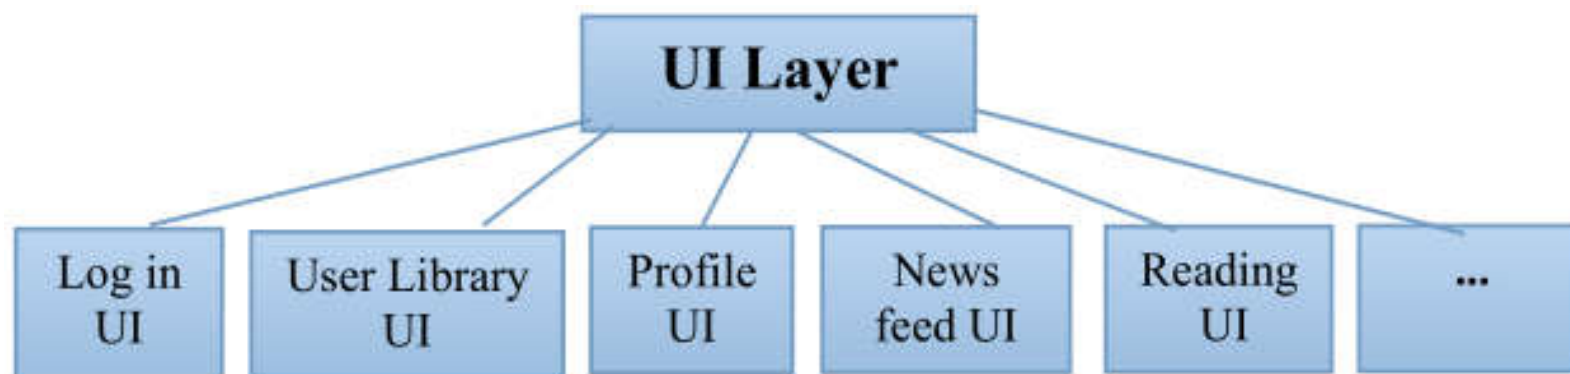 UI Layer
Log in
UI
User Library
UI
Profile
UI
News
feed UI
Reading
UI
...